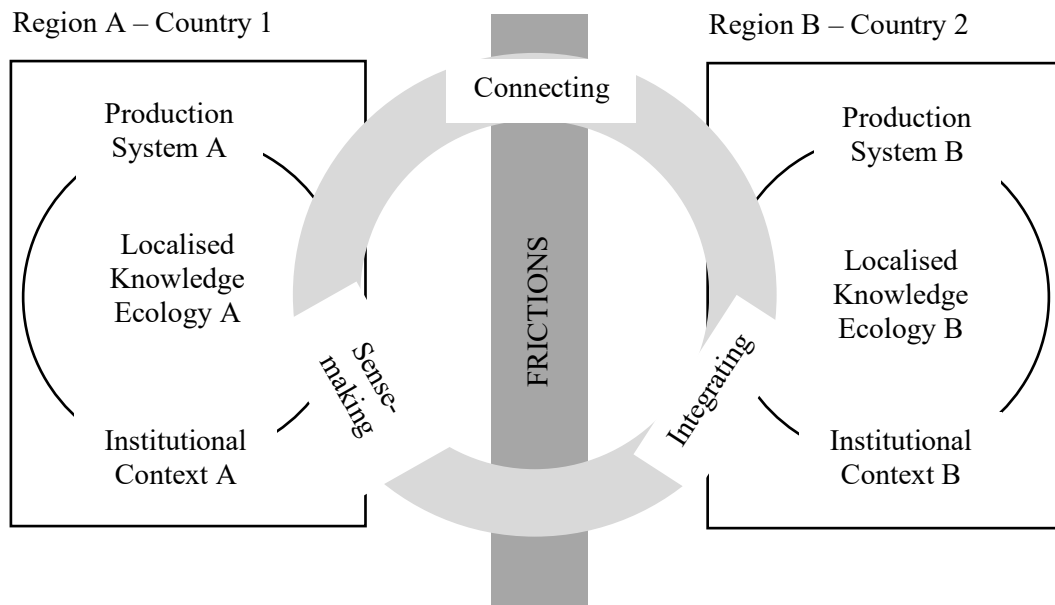 Region A – Country 1
Region B – Country 2
Connecting
Production
System A
Localised
Knowledge
Ecology A
Institutional
Context A
Sense-
making
FRICTIONS
Integrating
Production
System B
Localised
Knowledge
Ecology B
Institutional
Context B